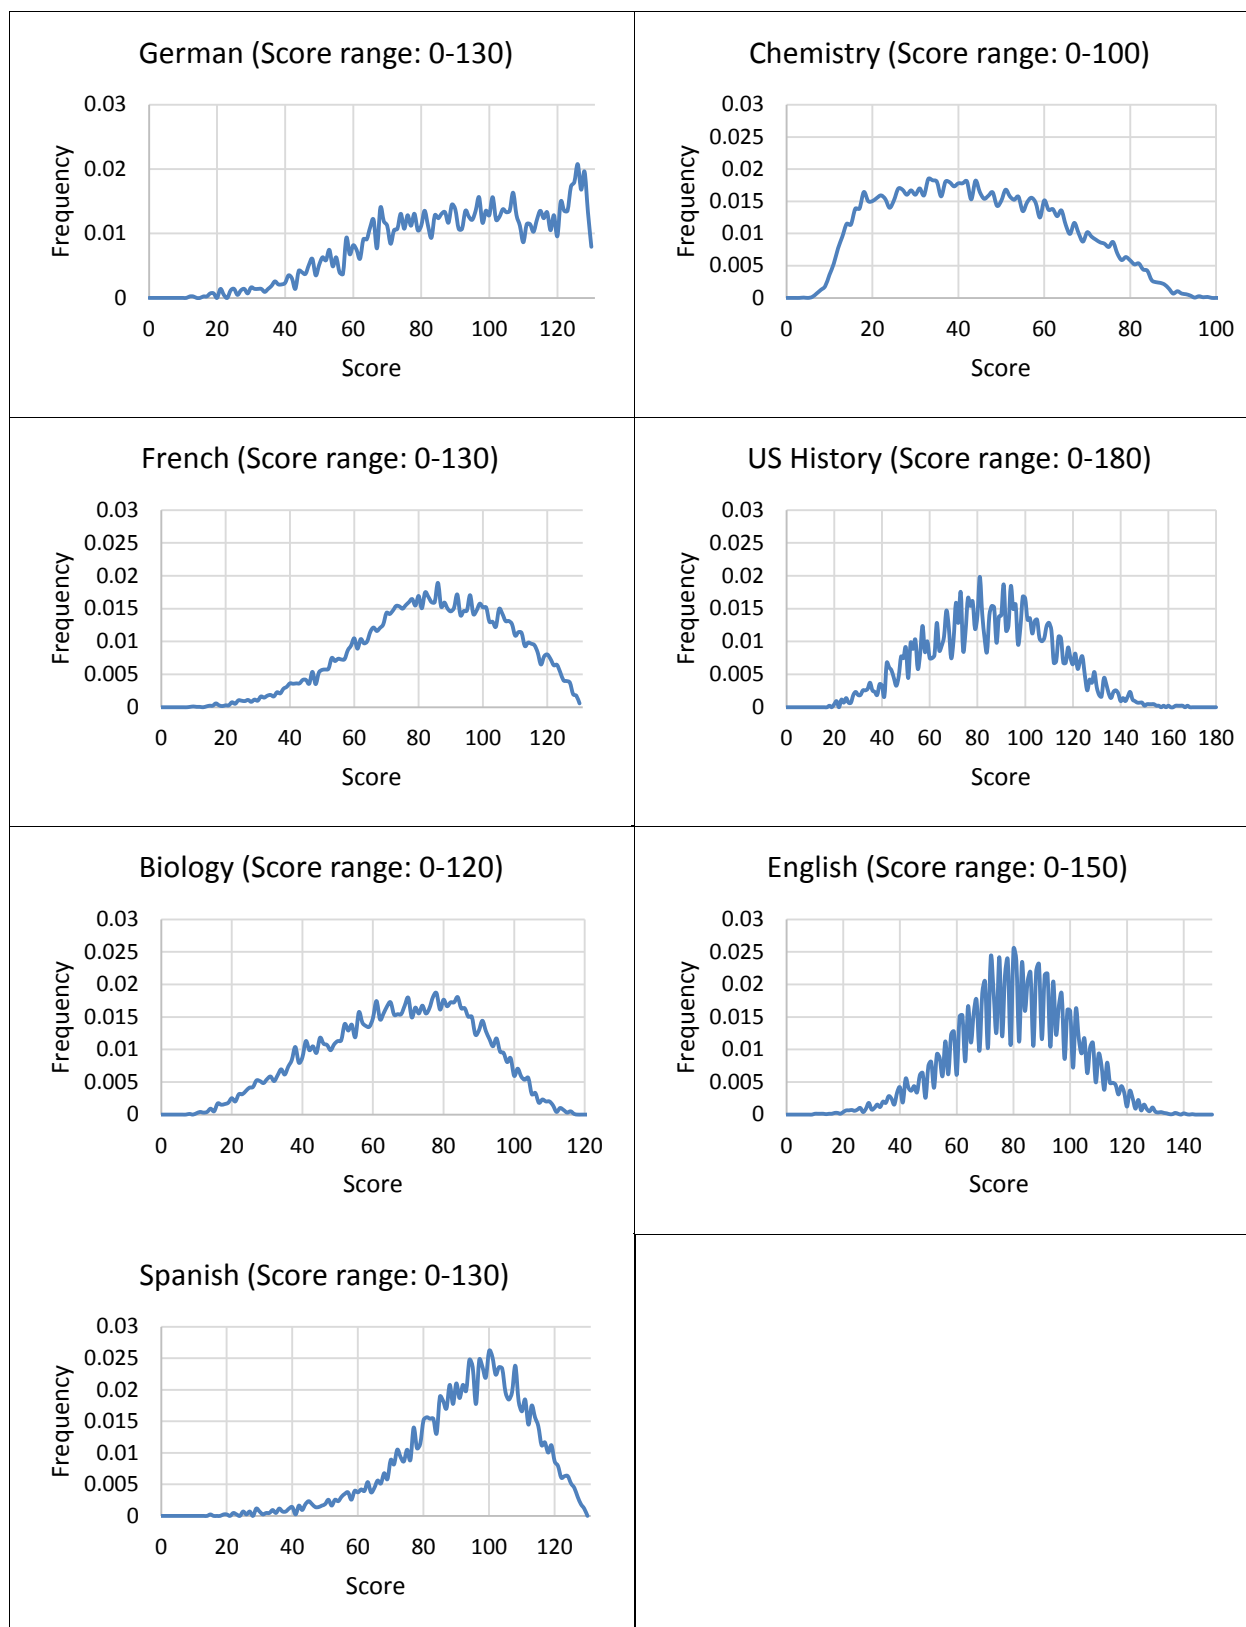 German (Score range: 0-130)
0.03
0.02
0.01
0
Frequency
0 20 40 60 80 100 120
Score
Chemistry (Score range: 0-100)
0.03
0.025
0.02
0.015
0.01
0.005
0
Frequency
0 20 40 60 80 100
Score
French (Score range: 0-130)
0.03
0.025
0.02
0.015
0.01
0.005
0
Frequency
0 20 40 60 80 100 120
Score
US History (Score range: 0-180)
0.03
0.025
0.02
0.015
0.01
0.005
0
Frequency
0 20 40 60 80 100 120 140 160 180
Score
Biology (Score range: 0-120)
0.03
0.025
0.02
0.015
0.01
0.005
0
Frequency
0 20 40 60 80 100 120
Score
English (Score range: 0-150)
0.03
0.025
0.02
0.015
0.01
0.005
0
Frequency
0 20 40 60 80 100 120 140
Score
Spanish (Score range: 0-130)
0.03
0.025
0.02
0.015
0.01
0.005
0
Frequency
0 20 40 60 80 100 120
Score